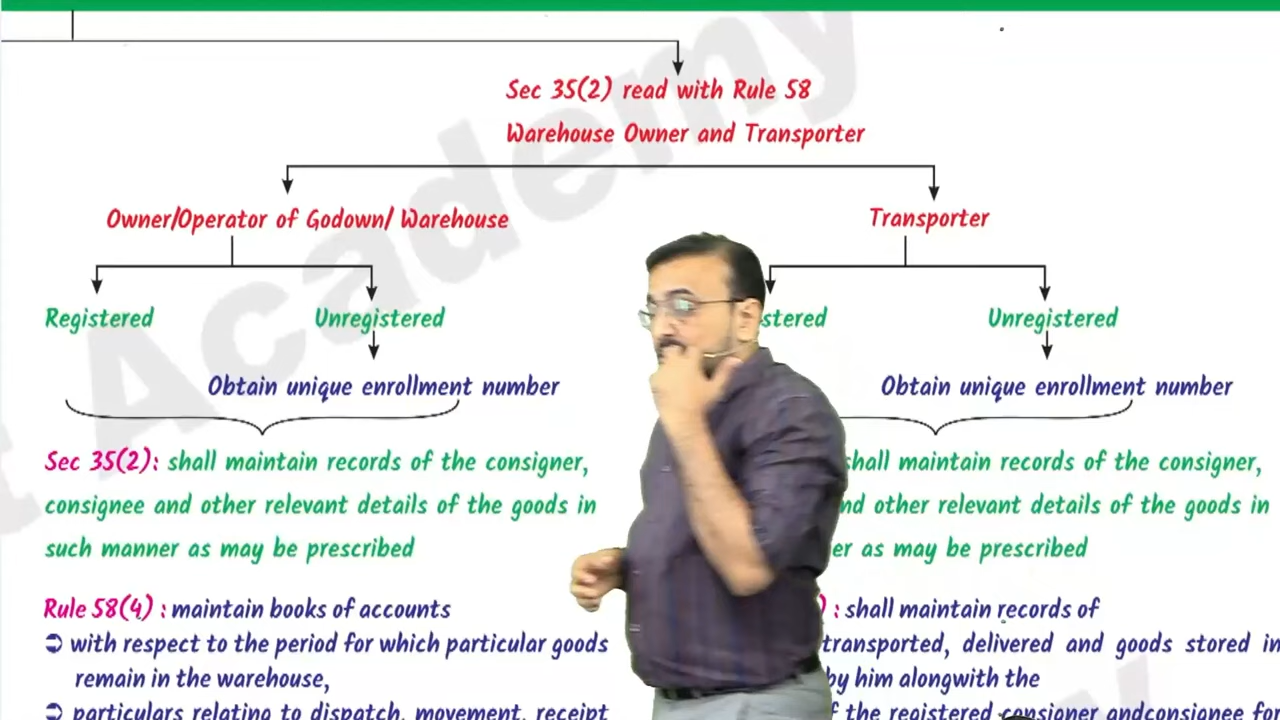 Sec 35(2) read with Rule 58
Warehouse Owner and Transporter
Owner/Operator of Godown/ Warehouse
Transporter
Registered
Unregistered
stered
Unregistered
Obtain unique enrollment number
Obtain unique enrollment number
Sec 35(2): shall maintain records of the consigner,
consignee and other relevant details of the goods in
such manner as may be prescribed
shall maintain records of the consigner,
nd other relevant details of the goods in
er as may be prescribed
Rule 58(4) : maintain books of accounts
➲ with respect to the period for which particular goods
remain in the warehouse,
➲ particulars relating to dispatch, movement, receipt
) : shall maintain records of
transported, delivered and goods stored in
by him alongwith the
f the registered consigner andconsignee for
Academy